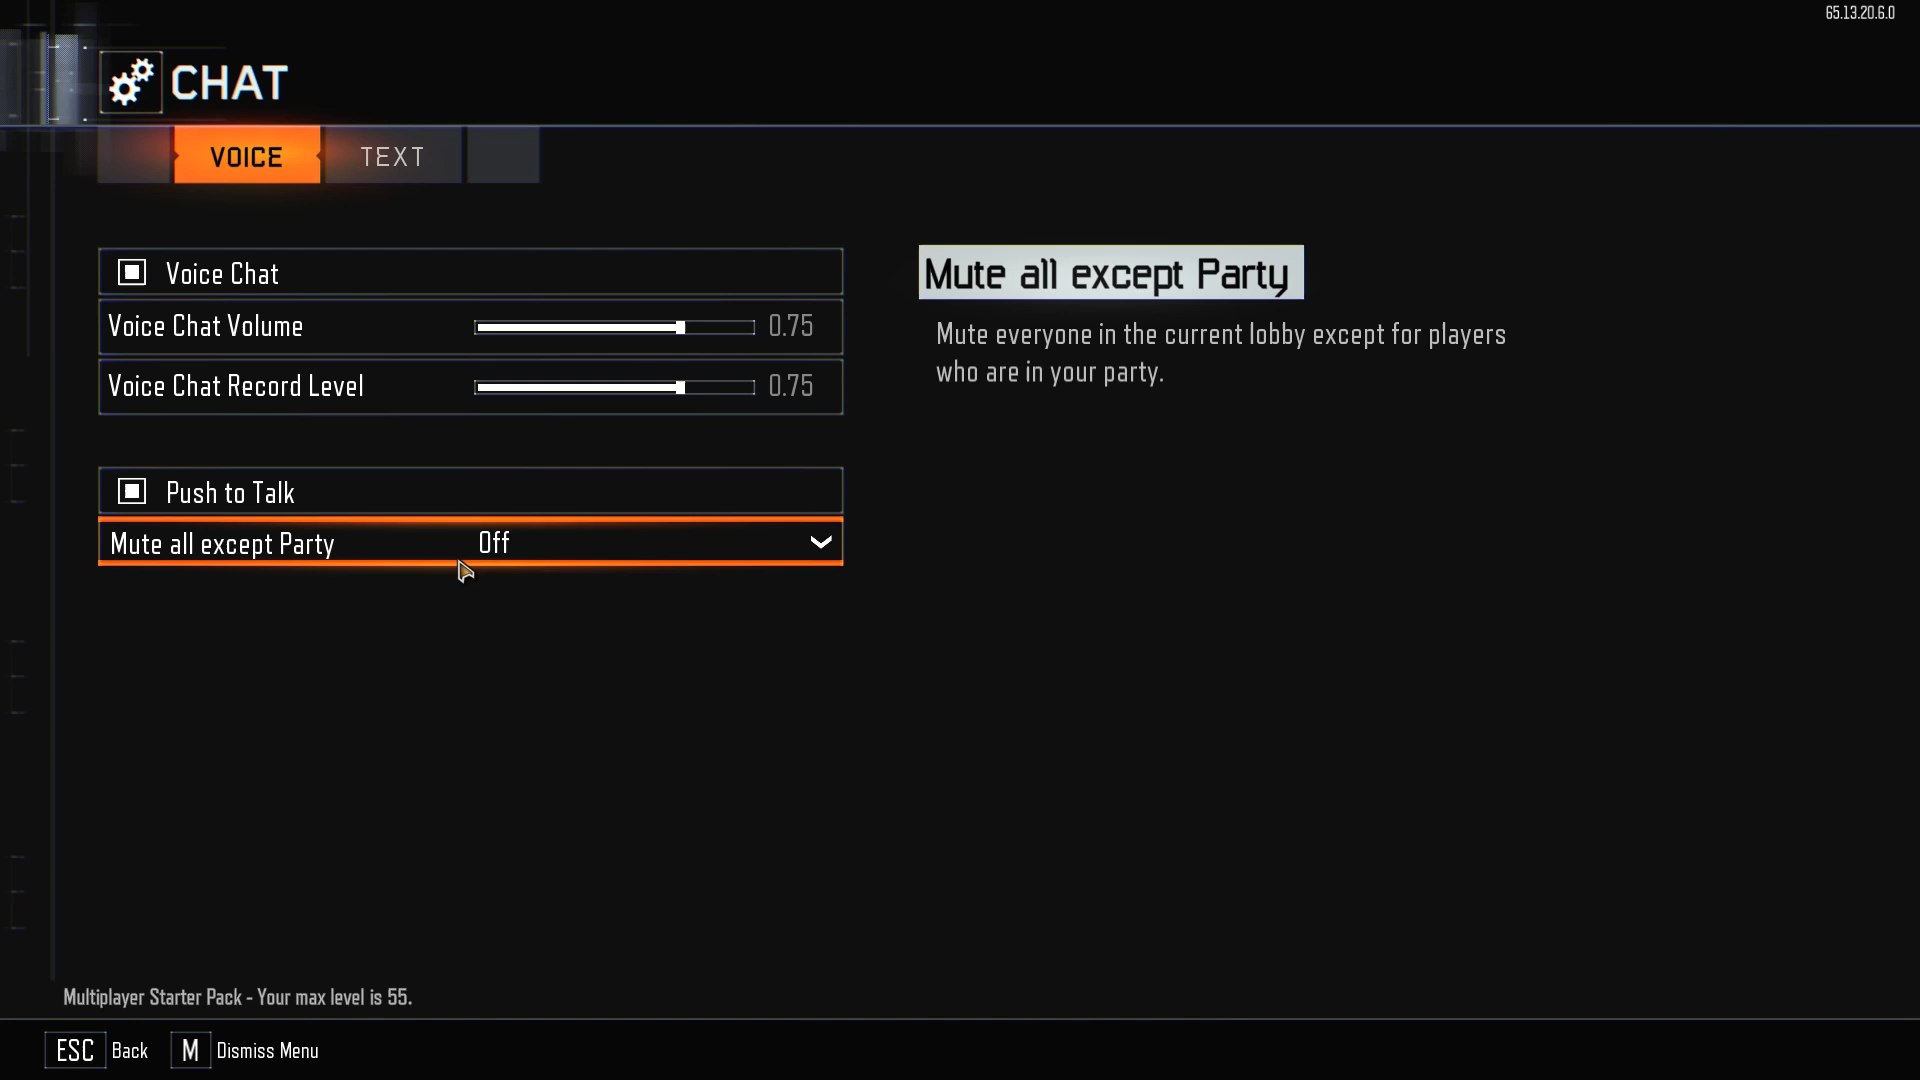 65.13.20.6.0
CHAT
VOICE
TEXT
Voice Chat
Voice Chat Volume 0.75
Voice Chat Record Level 0.75
Push to Talk
Mute all except Party Off
Mute all except Party
Mute everyone in the current lobby except for players
who are in your party.
Multiplayer Starter Pack - Your max level is 55.
ESC Back M Dismiss Menu